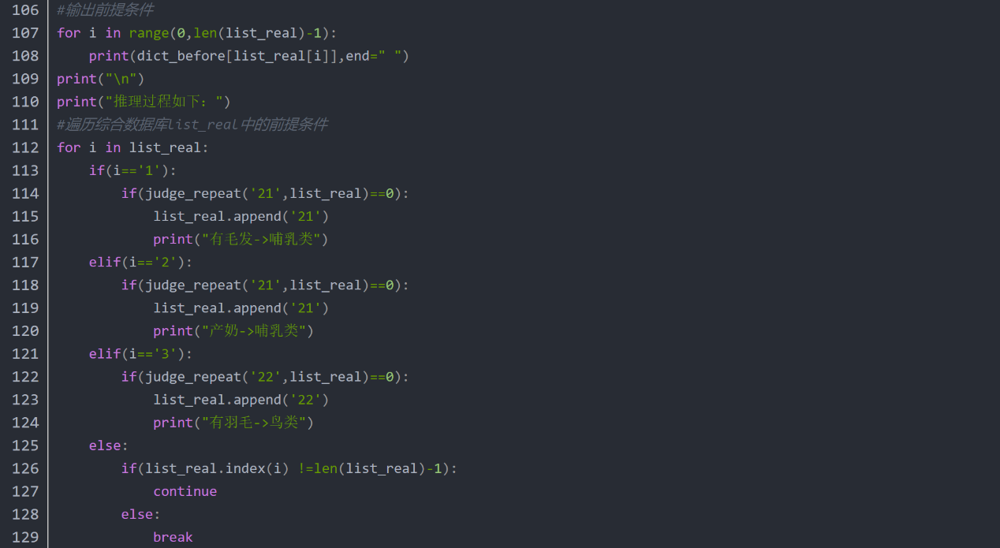 106 #输出前提条件
107 for i in range(0,len(list_real)-1):
108     print(dict_before[list_real[i]],end=" ")
109 print("\n")
110 print("推理过程如下：")
111 #遍历综合数据库list_real中的前提条件
112 for i in list_real:
113     if(i=='1'):
114         if(judge_repeat('21',list_real)==0):
115             list_real.append('21')
116             print("有毛发->哺乳类")
117     elif(i=='2'):
118         if(judge_repeat('21',list_real)==0):
119             list_real.append('21')
120             print("产奶->哺乳类")
121     elif(i=='3'):
122         if(judge_repeat('22',list_real)==0):
123             list_real.append('22')
124             print("有羽毛->鸟类")
125     else:
126         if(list_real.index(i) !=len(list_real)-1):
127             continue
128         else:
129             break